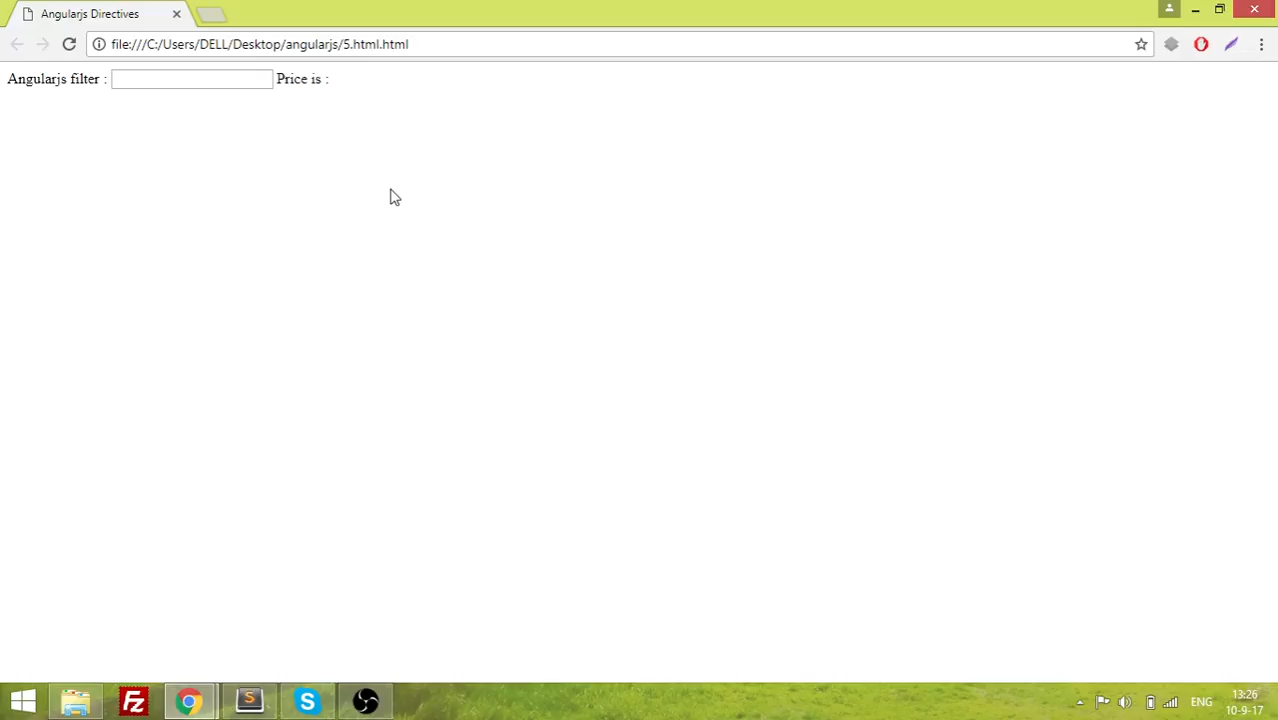 Angularjs Directives
file:///C:/Users/DELL/Desktop/angularjs/5.html.html
Angularjs filter : Price is :
Fz
S
S
ENG
13:26
10-9-17